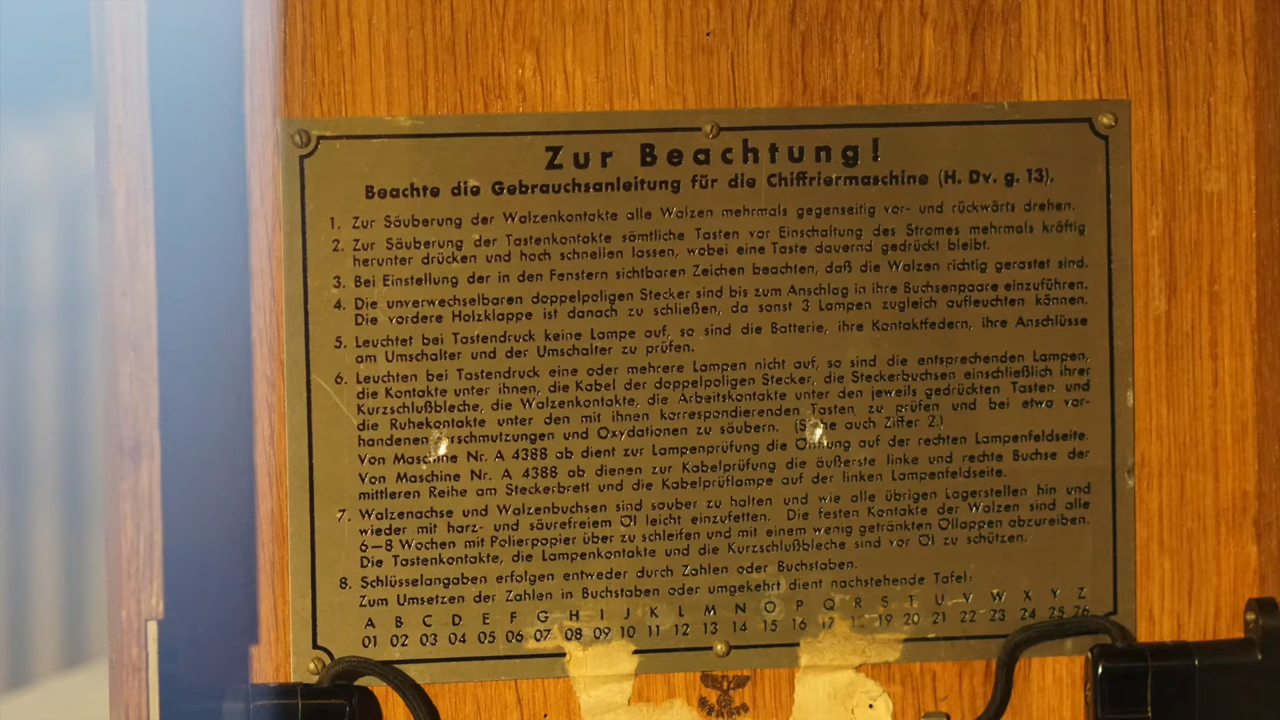 Zur Beachtung!
Beachte die Gebrauchsanleitung für die Chiffriermaschine (H. Dv. g. 13).
1. Zur Säuberung der Walzenkontakte alle Walzen mehrmals gegenseitig vor- und rückwärts drehen.
2. Zur Säuberung der Tastenkontakte sämtliche Tasten vor Einschaltung des Stromes mehrmals kräftig
herunter drücken und hoch schnellen lassen, wobei eine Taste dauernd gedrückt bleibt.
3. Bei Einstellung der in den Fenstern sichtbaren Zeichen beachten, daß die Walzen richtig gerastet sind.
4. Die unverwechselbaren doppelpoligen Stecker sind bis zum Anschlag in ihre Buchsenpaare einzuführen.
Die vordere Holzklappe ist danach zu schließen, da sonst 3 Lampen zugleich aufleuchten können.
5. Leuchtet bei Tastendruck keine Lampe auf, so sind die Batterie, ihre Kontaktfedern, ihre Anschlüsse
am Umschalter und der Umschalter zu prüfen.
6. Leuchten bei Tastendruck eine oder mehrere Lampen nicht auf, so sind die entsprechenden Lampen,
die Kontakte unter ihnen, die Kabel der doppelpoligen Stecker, die Steckerbuchsen einschließlich ihrer
Kurzschlußbleche, die Walzenkontakte, die Arbeitskontakte unter den jeweils gedrückten Tasten und
die Ruhekontakte unter den mit ihnen korrespondierenden Tasten zu prüfen und bei etwa vor-
handenen auch Ziffer 2.) und Oxydationen zu säubern.
Von Maschine Nr. A 4388 ab dient zur Lampenprüfung die auf der rechten Lampenfeldseite.
Von Maschine Nr. A 4388 ab dienen zur Kabelprüfung die äußerste linke und rechte Buchse der
mittleren Reihe am Steckerbrett und die Kabelprüflampe auf der linken Lampenfeldseite.
7. Walzenachse und Walzenbuchsen sind sauber zu halten und wie alle übrigen Lagerstellen hin und
wieder mit harz- und säurefreiem Öl leicht einzufetten. Die festen Kontakte der Walzen sind alle
6—8 Wochen mit Polierpapier über zu schleifen und mit einem wenig getränkten Öllappen abzureiben.
Die Tastenkontakte, die Lampenkontakte und die Kurzschlußbleche sind vor Öl zu schützen.
8. Schlüsselangaben erfolgen entweder durch Zahlen oder Buchstaben.
Zum Umsetzen der Zahlen in Buchstaben oder umgekehrt dient nachstehende Tafel:
A B C D E F G H I J K L M N O P Q R S T U V W X Y Z
01 02 03 04 05 06 07 08 09 10 11 12 13 14 15 16 17 19 20 21 22 23 24 25 26